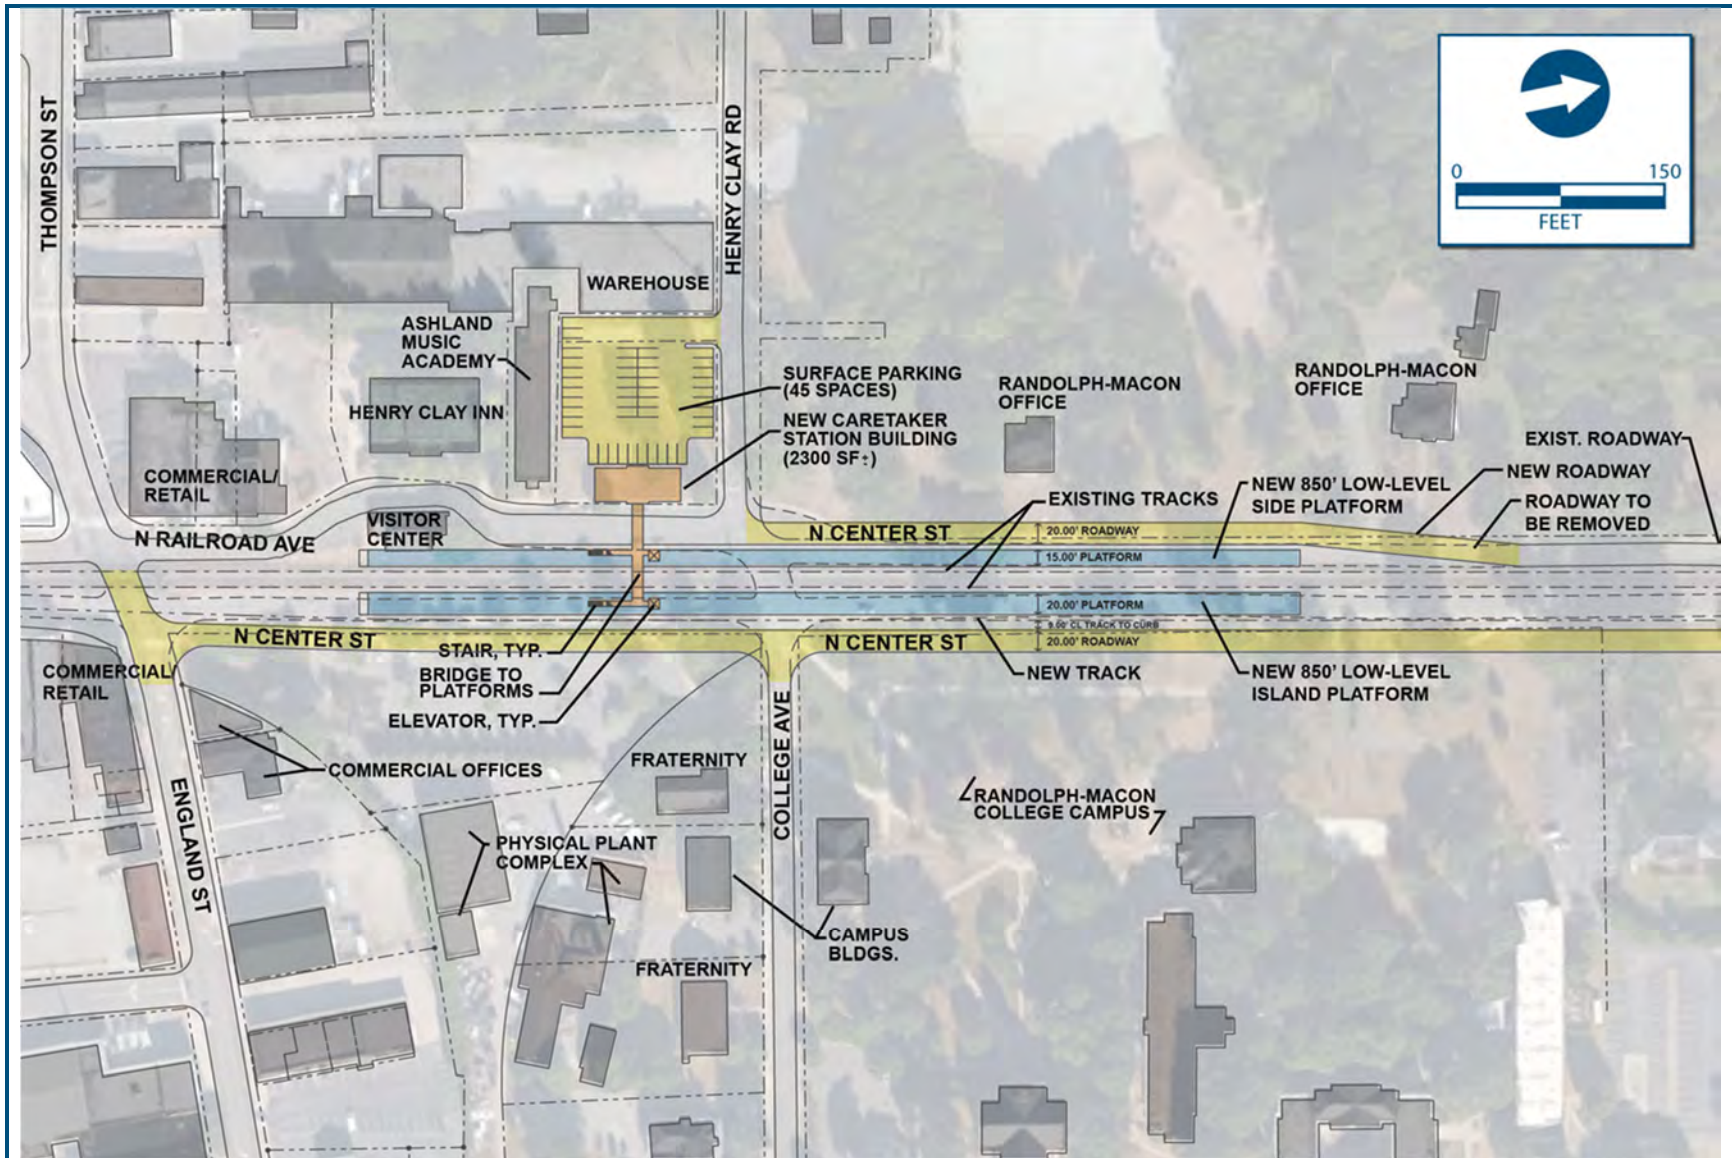 THOMPSON ST
HENRY CLAY RD
0 150
FEET
WAREHOUSE
ASHLAND
MUSIC
ACADEMY
SURFACE PARKING
(45 SPACES)
NEW CARETAKER
STATION BUILDING
(2300 SF±)
HENRY CLAY INN
RANDOLPH-MACON
OFFICE
RANDOLPH-MACON
OFFICE
EXIST. ROADWAY
NEW ROADWAY
ROADWAY TO
BE REMOVED
COMMERCIAL/
RETAIL
EXISTING TRACKS
NEW 850' LOW-LEVEL
SIDE PLATFORM
VISITOR
CENTER
N RAILROAD AVE
N CENTER ST
20.00' ROADWAY
15.00' PLATFORM
20.00' PLATFORM
9.00' CL TRACK TO CURB
20.00' ROADWAY
N CENTER ST
N CENTER ST
STAIR, TYP.
BRIDGE TO
PLATFORMS
ELEVATOR, TYP.
COMMERCIAL/
RETAIL
NEW TRACK
NEW 850' LOW-LEVEL
ISLAND PLATFORM
COMMERCIAL OFFICES
FRATERNITY
COLLEGE AVE
RANDOLPH-MACON
COLLEGE CAMPUS
ENGLAND ST
PHYSICAL PLANT
COMPLEX
CAMPUS
BLDGS.
FRATERNITY